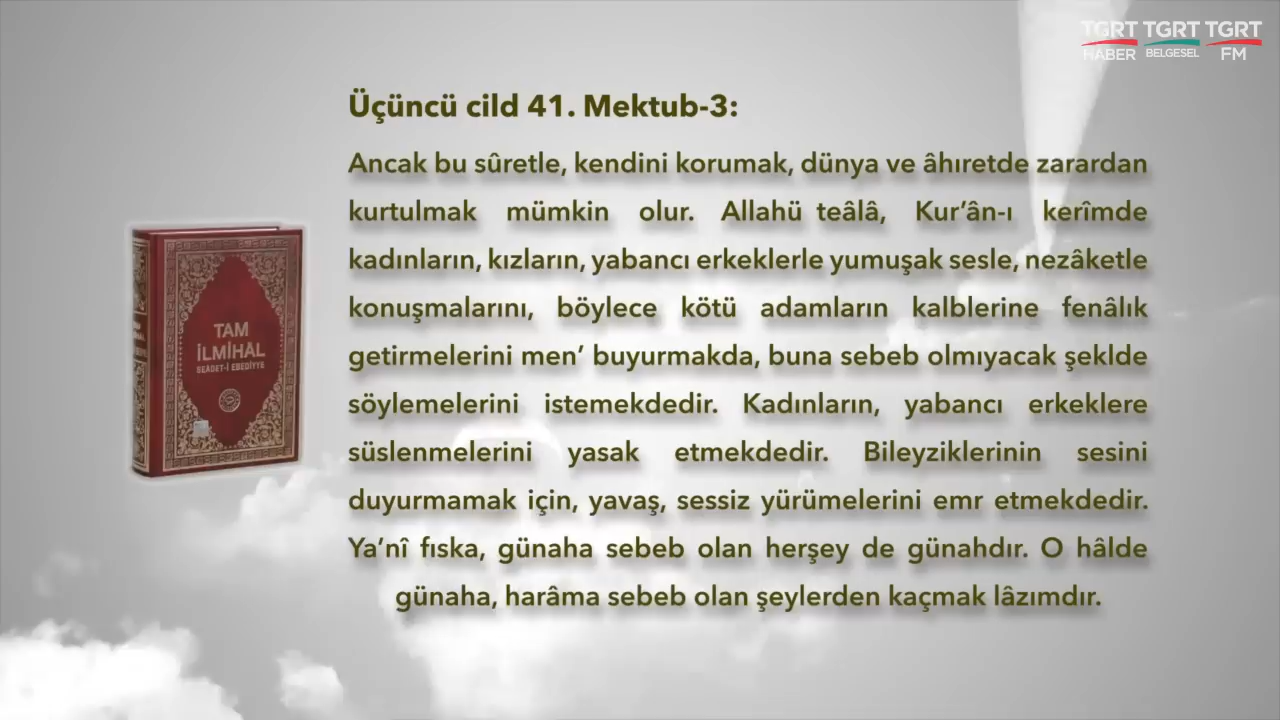 TGRT TGRT TGRT
HABER BELGESEL FM
Üçüncü cild 41. Mektub-3:
Ancak bu sûretle, kendini korumak, dünya ve âhıretde zarardan
kurtulmak mümkin olur. Allahü teâlâ, Kur’ân-ı kerîmde
kadınların, kızların, yabancı erkeklerle yumuşak sesle, nezâketle
konuşmalarını, böylece kötü adamların kalblerine fenâlık
getirmelerini men’ buyurmakda, buna sebeb olmıyacak şeklde
söylemelerini istemekdedir. Kadınların, yabancı erkeklere
süslenmelerini yasak etmekdedir. Bileyziklerinin sesini
duyurmamak için, yavaş, sessiz yürümelerini emr etmekdedir.
Ya’nî fıska, günaha sebeb olan herşey de günahdır. O hâlde
günaha, harâma sebeb olan şeylerden kaçmak lâzımdır.
TAM
İLMİHÂL
SEADET-İ EBEDİYYE